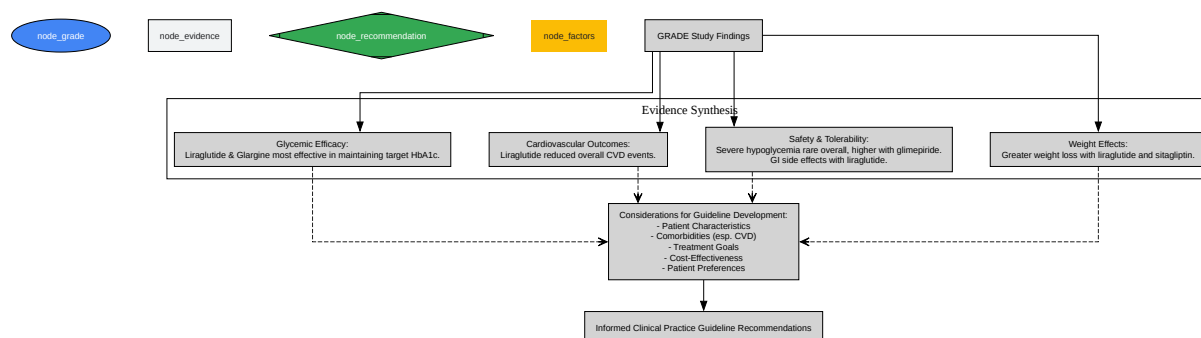 node_grade
node_evidence
node_recommendation
node_factors
GRADE Study Findings
Evidence Synthesis
Glycemic Efficacy:
Liraglutide & Glargine most effective in maintaining target HbA1c.
Cardiovascular Outcomes:
Liraglutide reduced overall CVD events.
Safety & Tolerability:
Severe hypoglycemia rare overall, higher with glimepiride.
GI side effects with liraglutide.
Weight Effects:
Greater weight loss with liraglutide and sitagliptin.
Considerations for Guideline Development:
- Patient Characteristics
- Comorbidities (esp. CVD)
- Treatment Goals
- Cost-Effectiveness
- Patient Preferences
Informed Clinical Practice Guideline Recommendations